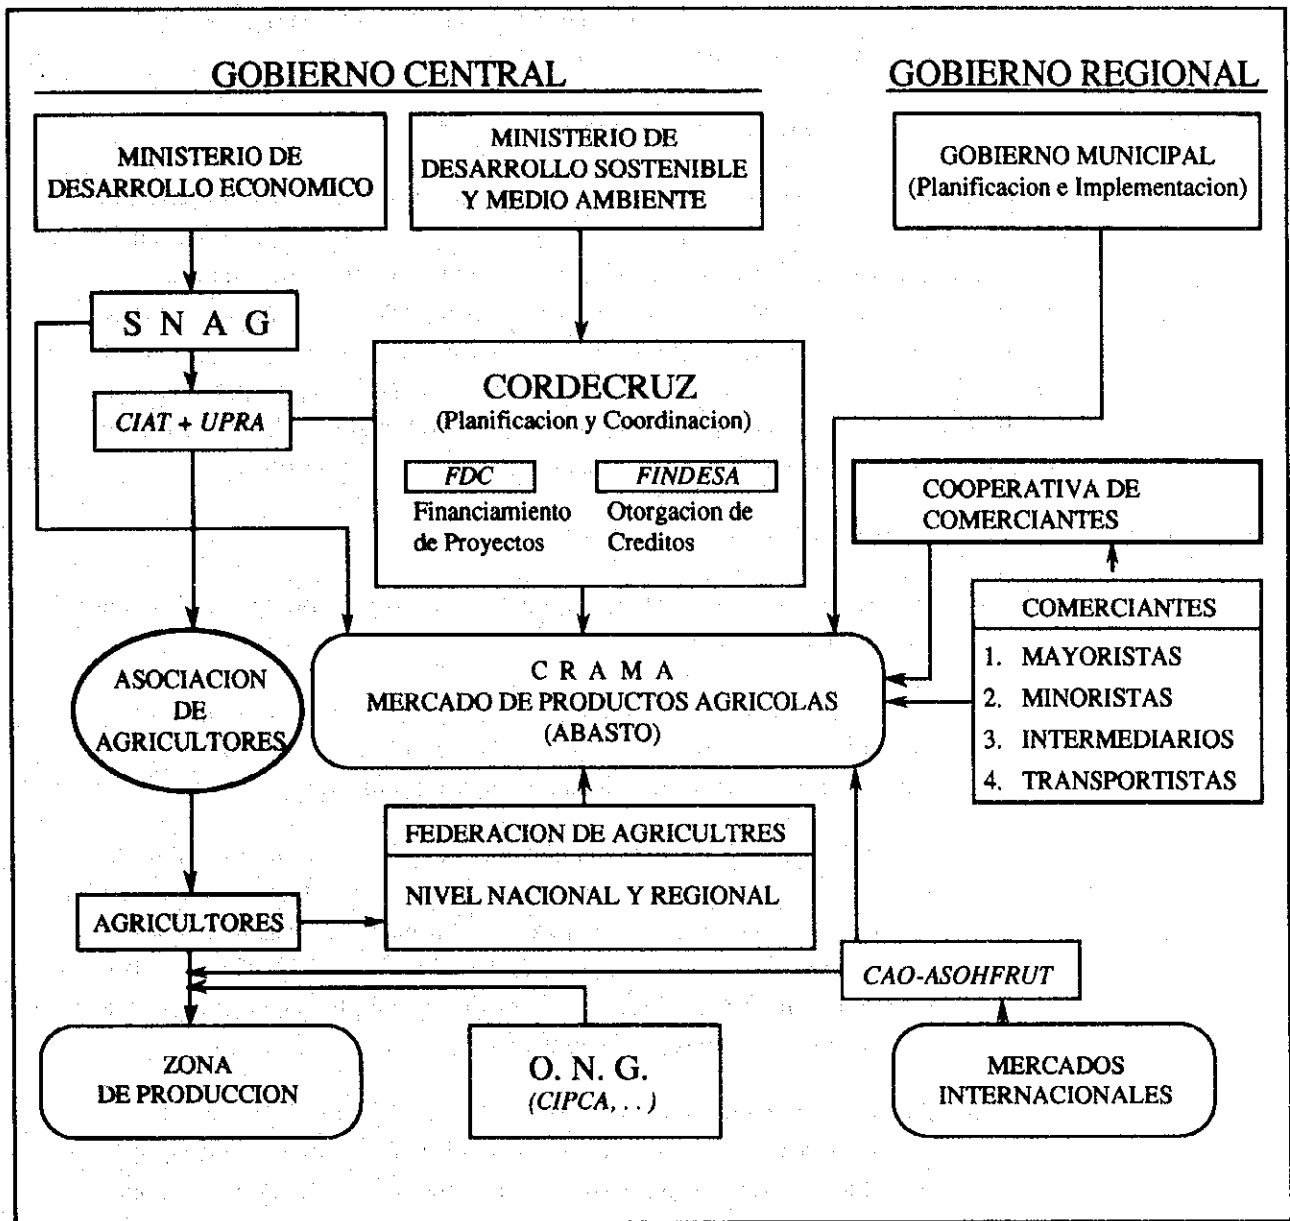 GOBIERNO CENTRAL
GOBIERNO REGIONAL
MINISTERIO DE
DESARROLLO ECONOMICO
MINISTERIO DE
DESARROLLO SOSTENIBLE
Y MEDIO AMBIENTE
GOBIERNO MUNICIPAL
(Planificacion e Implementacion)
S N A G
CIAT + UPRA
CORDECRUZ
(Planificacion y Coordinacion)
FDC
Financiamiento
de Proyectos
FINDESA
Otorgacion de
Creditos
COOPERATIVA DE
COMERCIANTES
COMERCIANTES
1. MAYORISTAS
2. MINORISTAS
3. INTERMEDIARIOS
4. TRANSPORTISTAS
ASOCIACION
DE
AGRICULTORES
C R A M A
MERCADO DE PRODUCTOS AGRICOLAS
(ABASTO)
FEDERACION DE AGRICULTRES
NIVEL NACIONAL Y REGIONAL
AGRICULTORES
CAO-ASOHFRUT
ZONA
DE PRODUCCION
O. N. G.
(CIPCA, . . )
MERCADOS
INTERNACIONALES